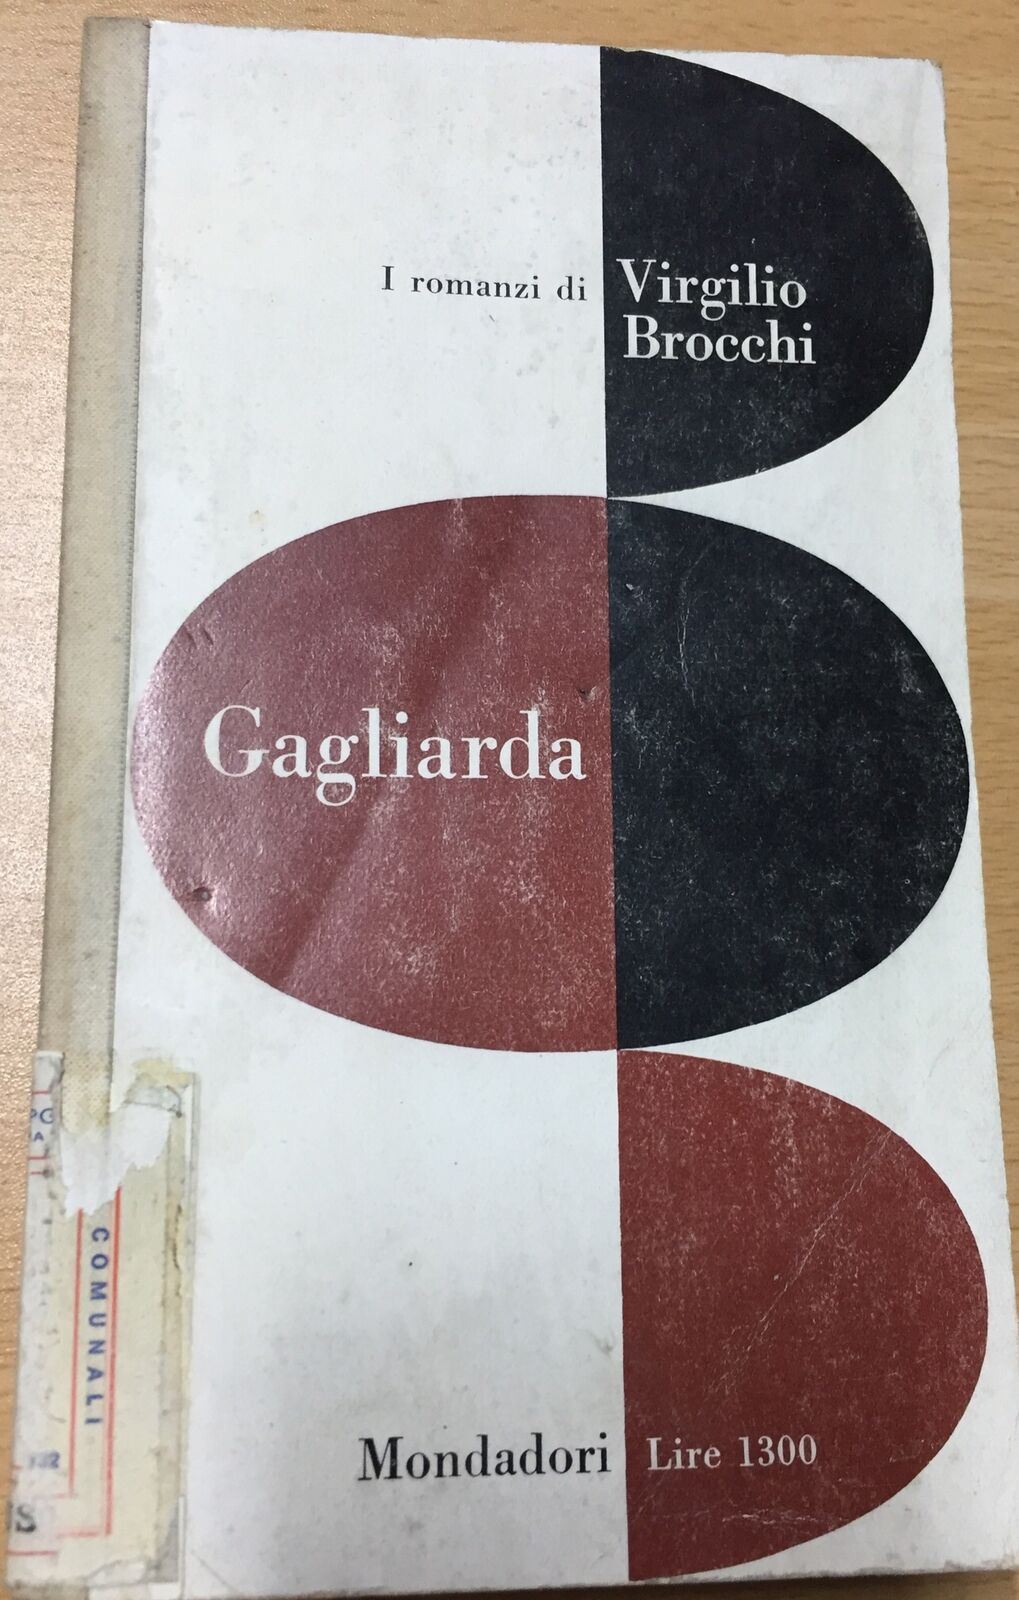 I romanzi di Virgilio
Brocchi
Gagliarda
COMUNALI
S
Mondadori Lire 1300